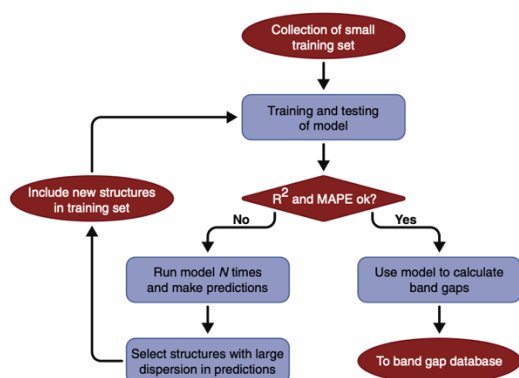 Collection of small
training set
Training and testing
of model
R² and MAPE ok?
No
Yes
Include new structures
in training set
Run model N times
and make predictions
Use model to calculate
band gaps
Select structures with large
dispersion in predictions
To band gap database